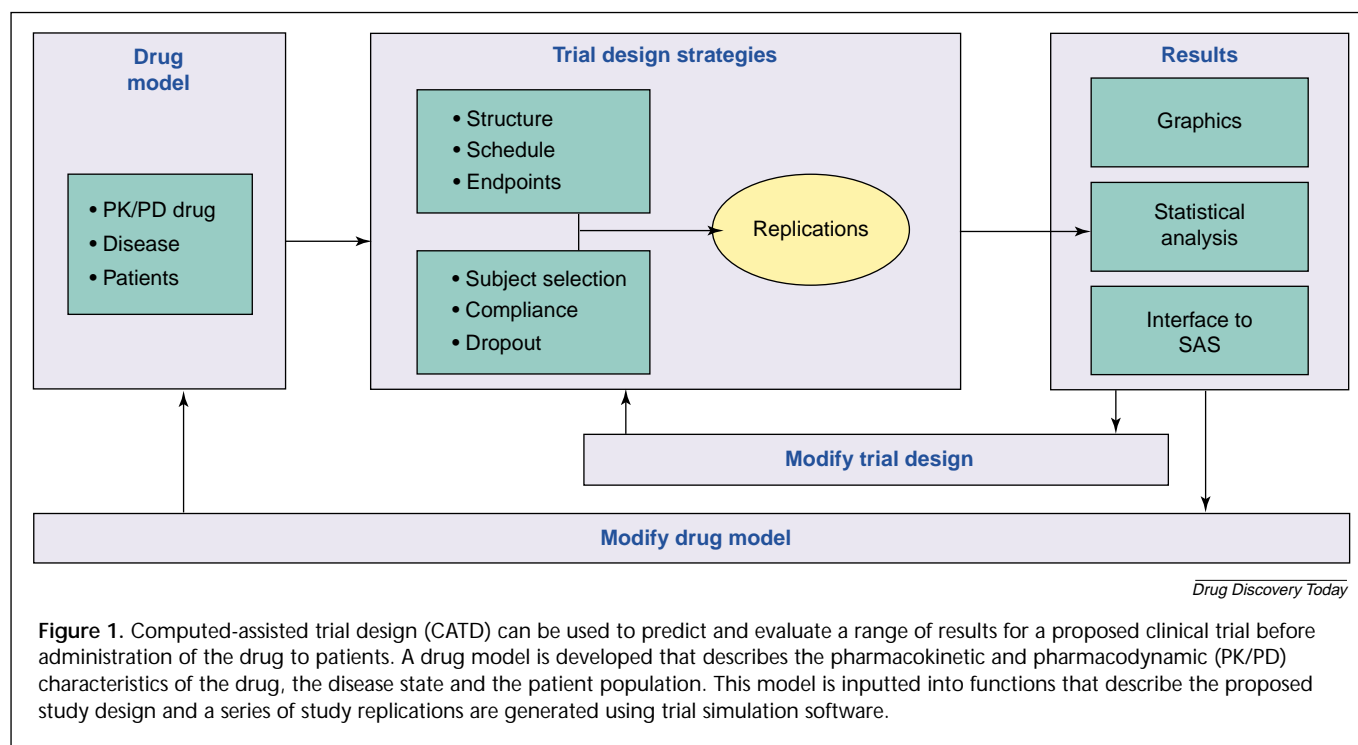 Drug
model
• PK/PD drug
• Disease
• Patients
Trial design strategies
• Structure
• Schedule
• Endpoints
• Subject selection
• Compliance
• Dropout
Replications
Results
Graphics
Statistical
analysis
Interface to
SAS
Modify trial design
Modify drug model
Drug Discovery Today
Figure 1. Computed-assisted trial design (CATD) can be used to predict and evaluate a range of results for a proposed clinical trial before
administration of the drug to patients. A drug model is developed that describes the pharmacokinetic and pharmacodynamic (PK/PD)
characteristics of the drug, the disease state and the patient population. This model is inputted into functions that describe the proposed
study design and a series of study replications are generated using trial simulation software.